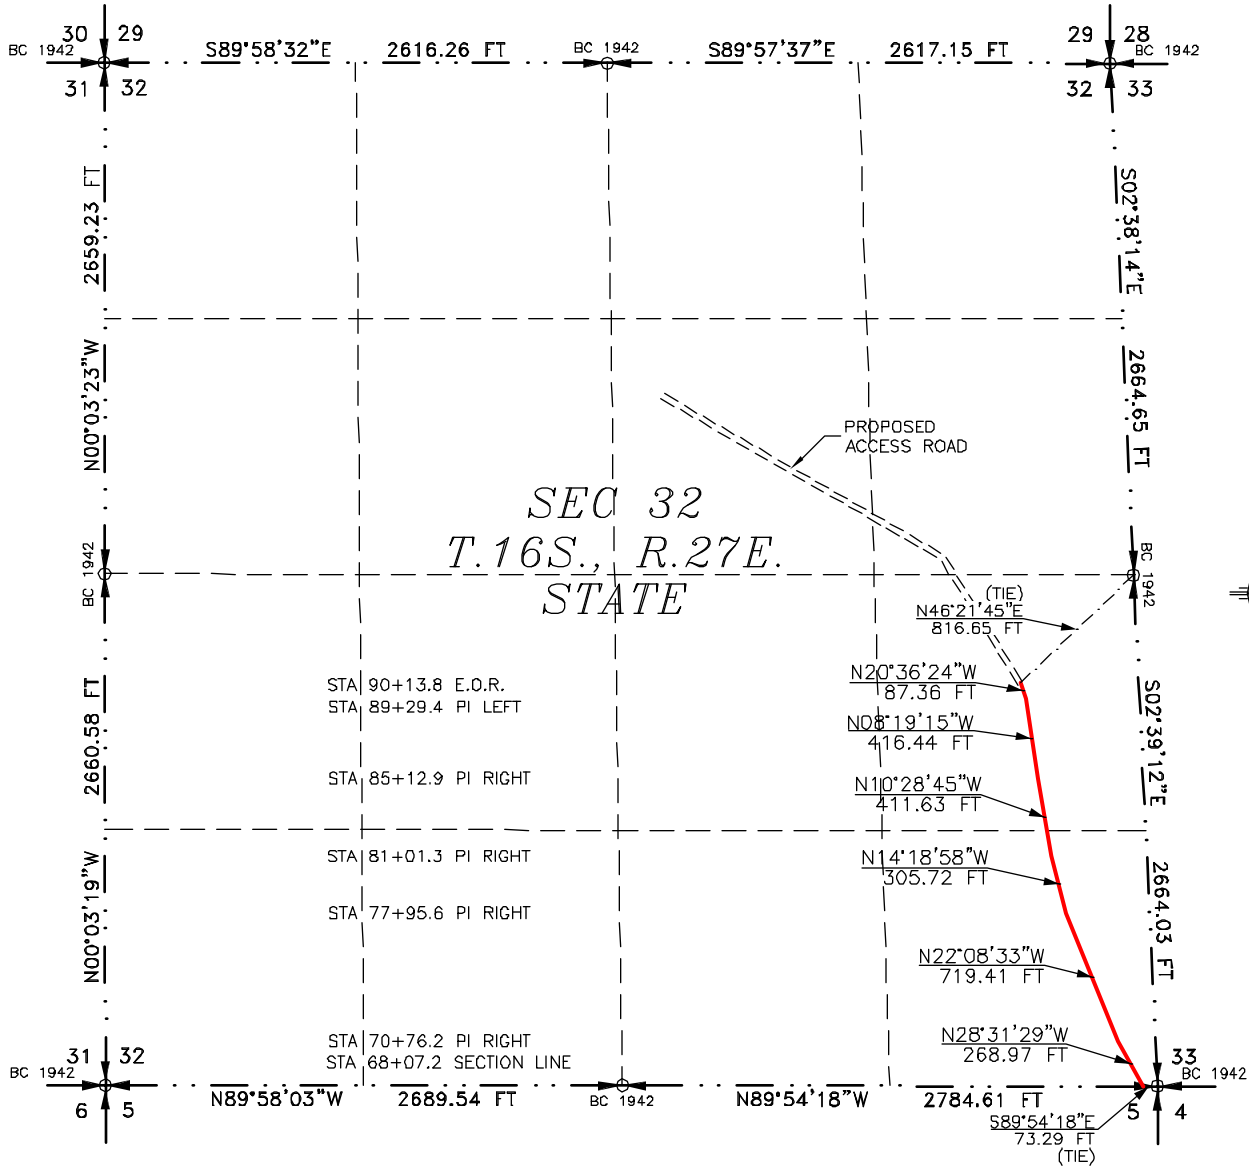 30 29
BC 1942
31 32
S89°58'32"E 2616.26 FT
BC 1942
S89°57'37"E 2617.15 FT
29 28
BC 1942
32 33
2659.23 FT
N00°03'23"W
S02°38'14"E
2664.65 FT
PROPOSED
ACCESS ROAD
SEC 32
T.16S., R.27E.
STATE
BC 1942
BC 1942
(TIE)
N46°21'45"E
816.65 FT
N20°36'24"W
87.36 FT
N08°19'15"W
416.44 FT
N10°28'45"W
411.63 FT
N14°18'58"W
305.72 FT
N22°08'33"W
719.41 FT
N28°31'29"W
268.97 FT
STA 90+13.8 E.O.R.
STA 89+29.4 PI LEFT
STA 85+12.9 PI RIGHT
STA 81+01.3 PI RIGHT
STA 77+95.6 PI RIGHT
STA 70+76.2 PI RIGHT
STA 68+07.2 SECTION LINE
2660.58 FT
N00°03'19"W
S02°39'12"E
2664.03 FT
31 32
BC 1942
6 5
N89°58'03"W 2689.54 FT
BC 1942
N89°54'18"W 2784.61 FT
33
BC 1942
5 4
S89°54'18"E
73.29 FT
(TIE)